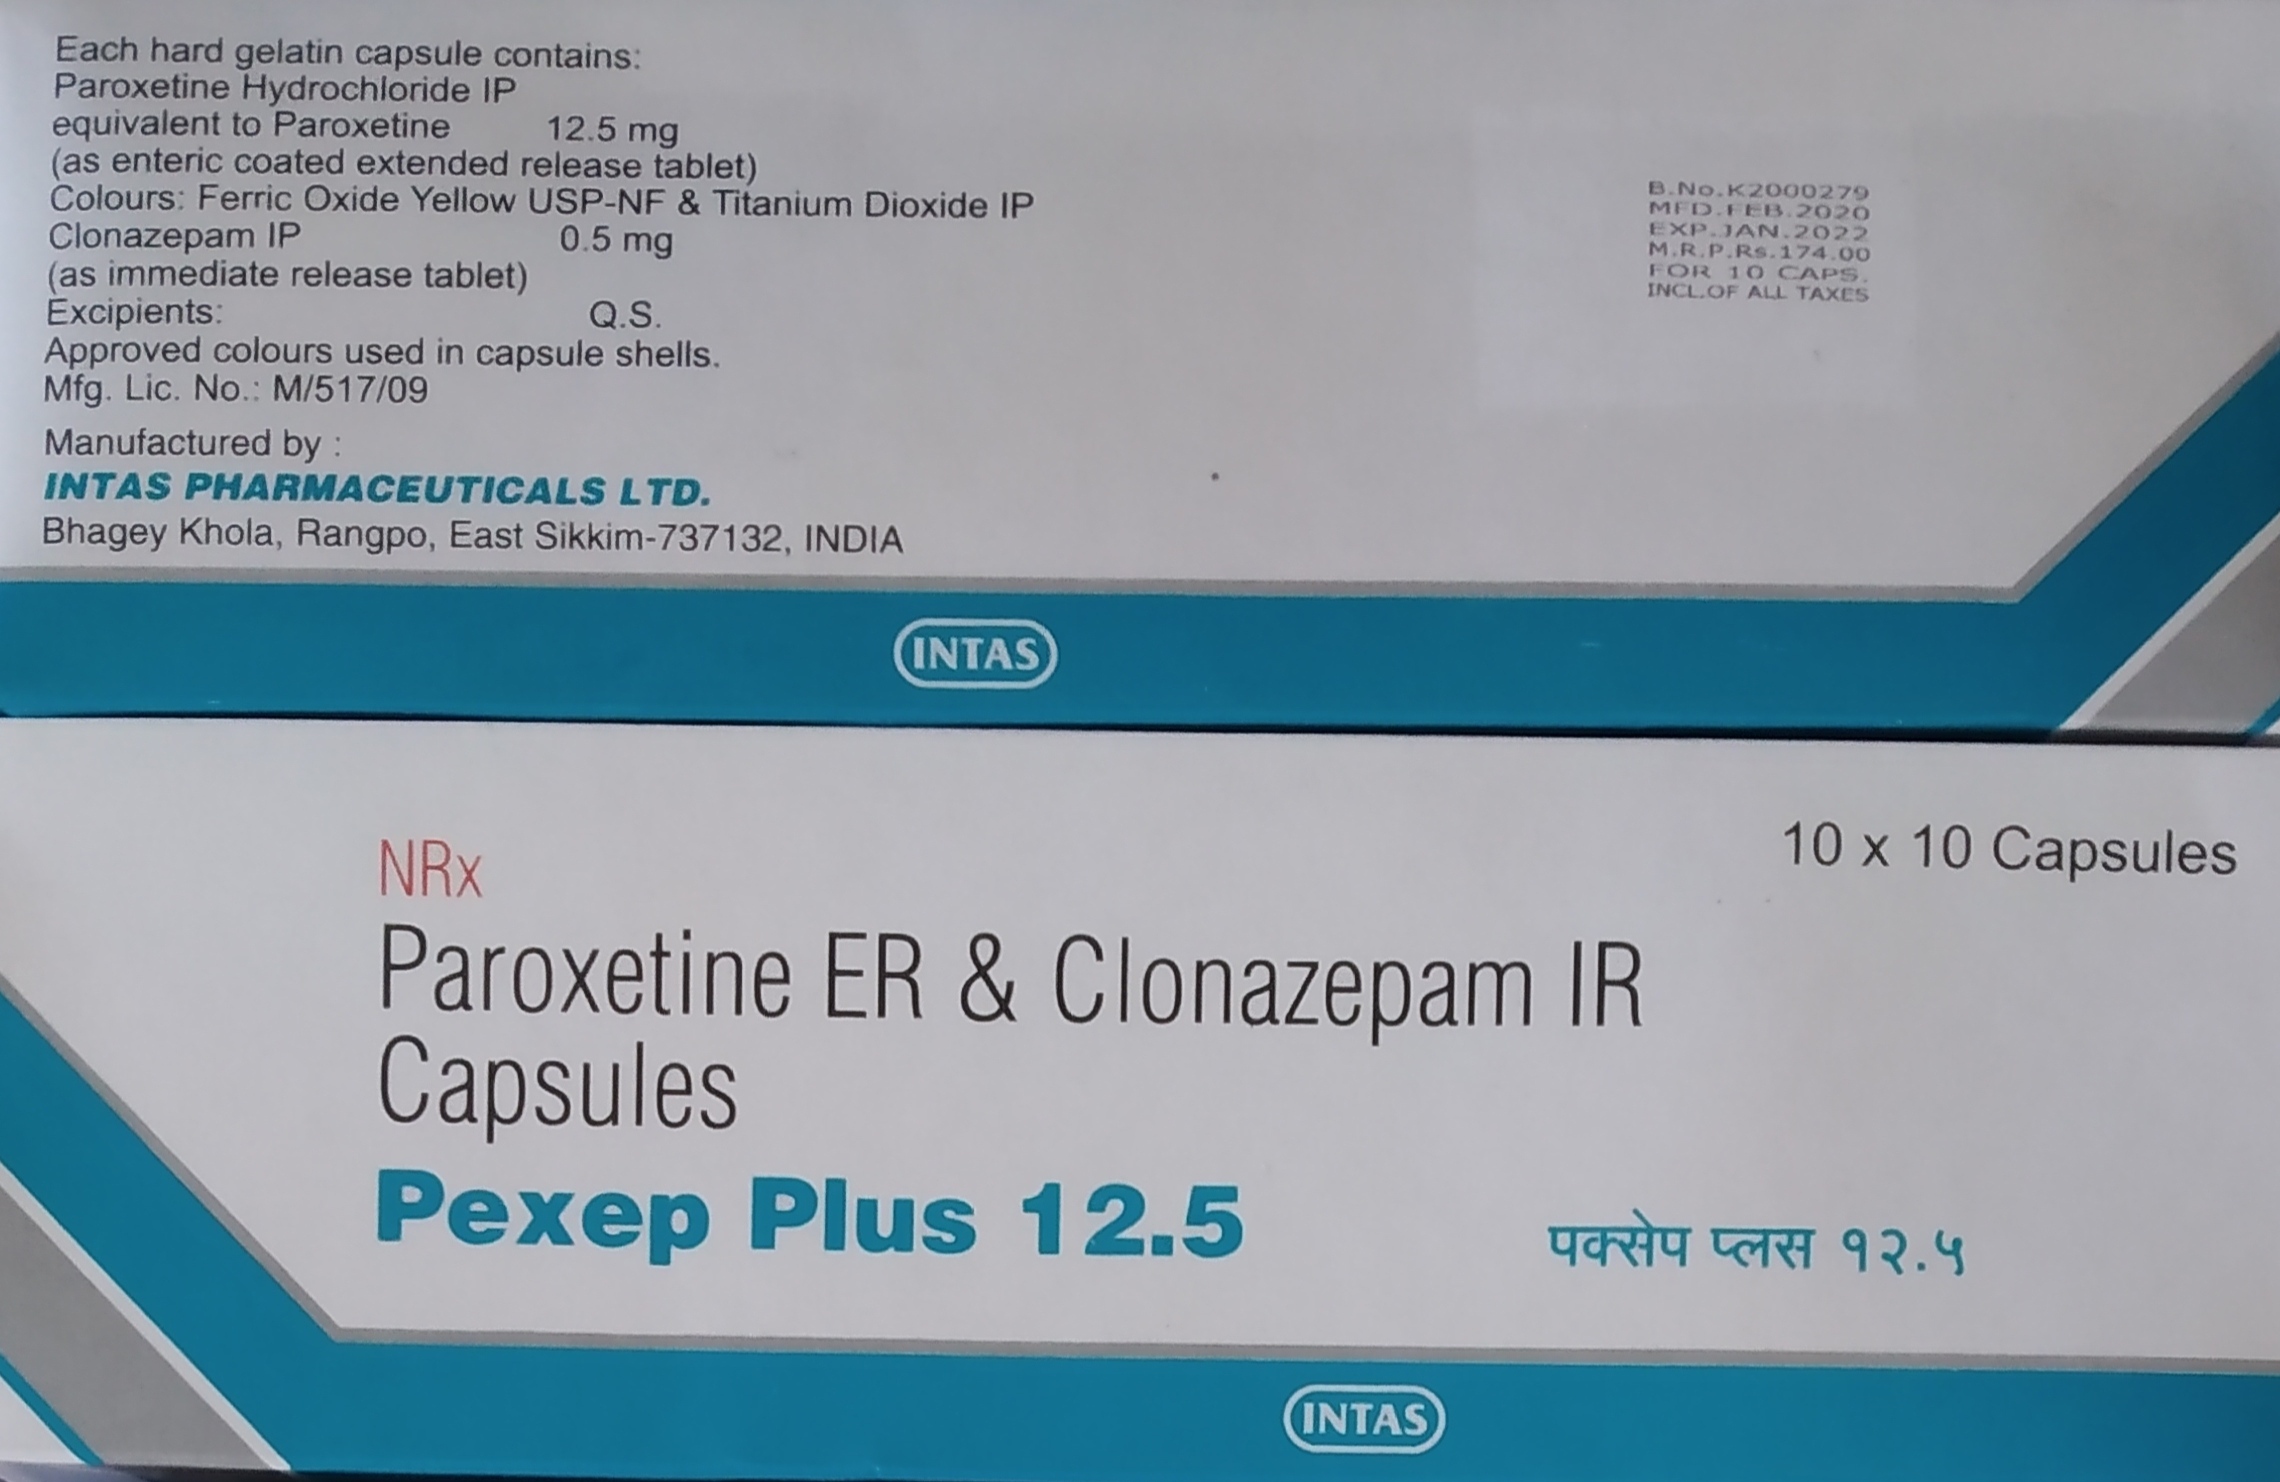 Each hard gelatin capsule contains:
Paroxetine Hydrochloride IP
equivalent to Paroxetine 12.5 mg
(as enteric coated extended release tablet)
Colours: Ferric Oxide Yellow USP-NF & Titanium Dioxide IP
Clonazepam IP 0.5 mg
(as immediate release tablet)
Excipients: Q.S.
Approved colours used in capsule shells.
Mfg. Lic. No.: M/517/09
Manufactured by :
INTAS PHARMACEUTICALS LTD.
Bhagey Khola, Rangpo, East Sikkim-737132, INDIA
B.No.K2000279
MFD.FEB.2020
EXP.JAN.2022
M.R.P.Rs.174.00
FOR 10 CAPS.
INCL.OF ALL TAXES
INTAS
10 x 10 Capsules
NRx
Paroxetine ER & Clonazepam IR
Capsules
Pexep Plus 12.5
पक्सेप प्लस १२.५
INTAS